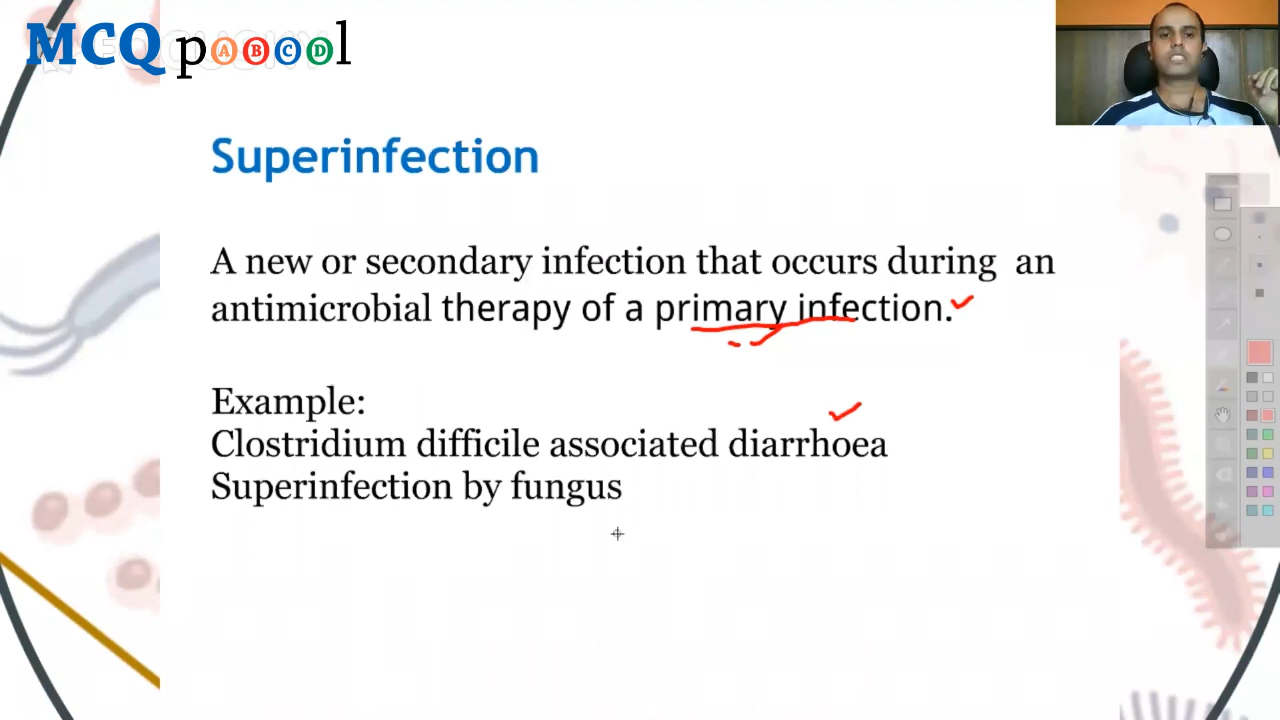 MCQ pABCDl
Superinfection
A new or secondary infection that occurs during an
antimicrobial therapy of a primary infection.
Example:
Clostridium difficile associated diarrhoea
Superinfection by fungus